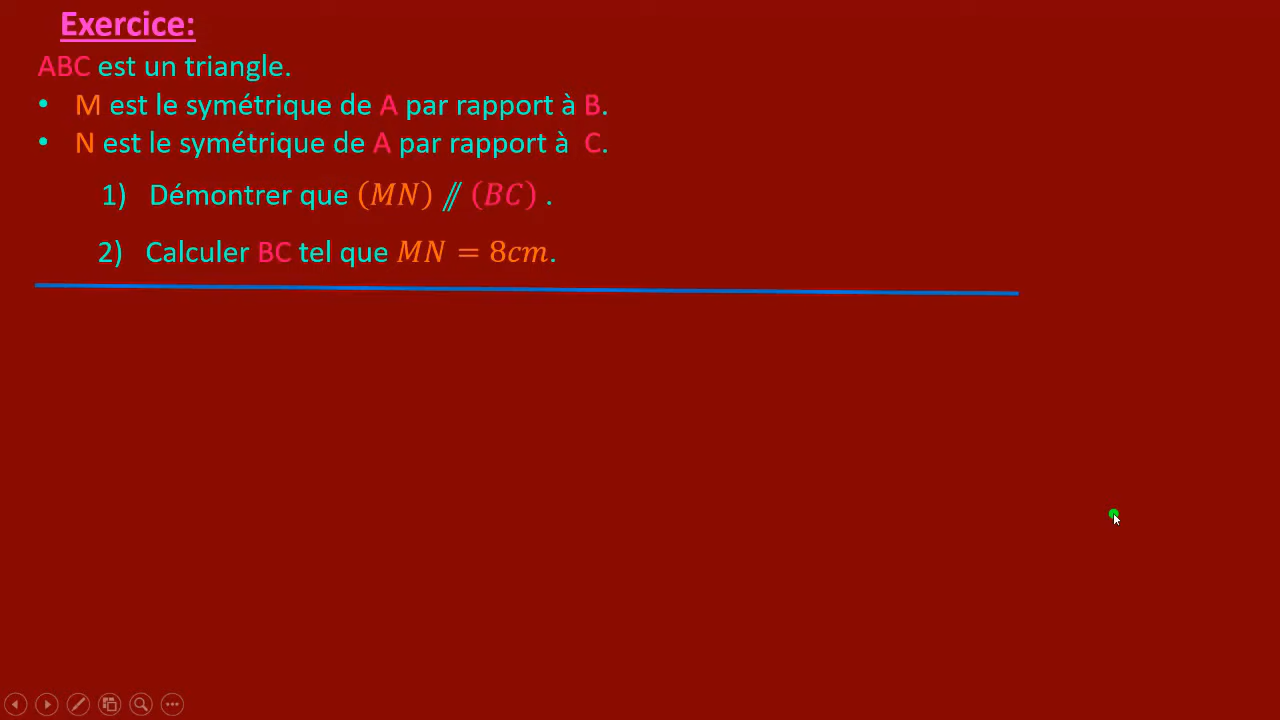 Exercice:
ABC est un triangle.
• M est le symétrique de A par rapport à B.
• N est le symétrique de A par rapport à C.
1) Démontrer que (MN) ⫽ (BC) .
2) Calculer BC tel que MN = 8cm.